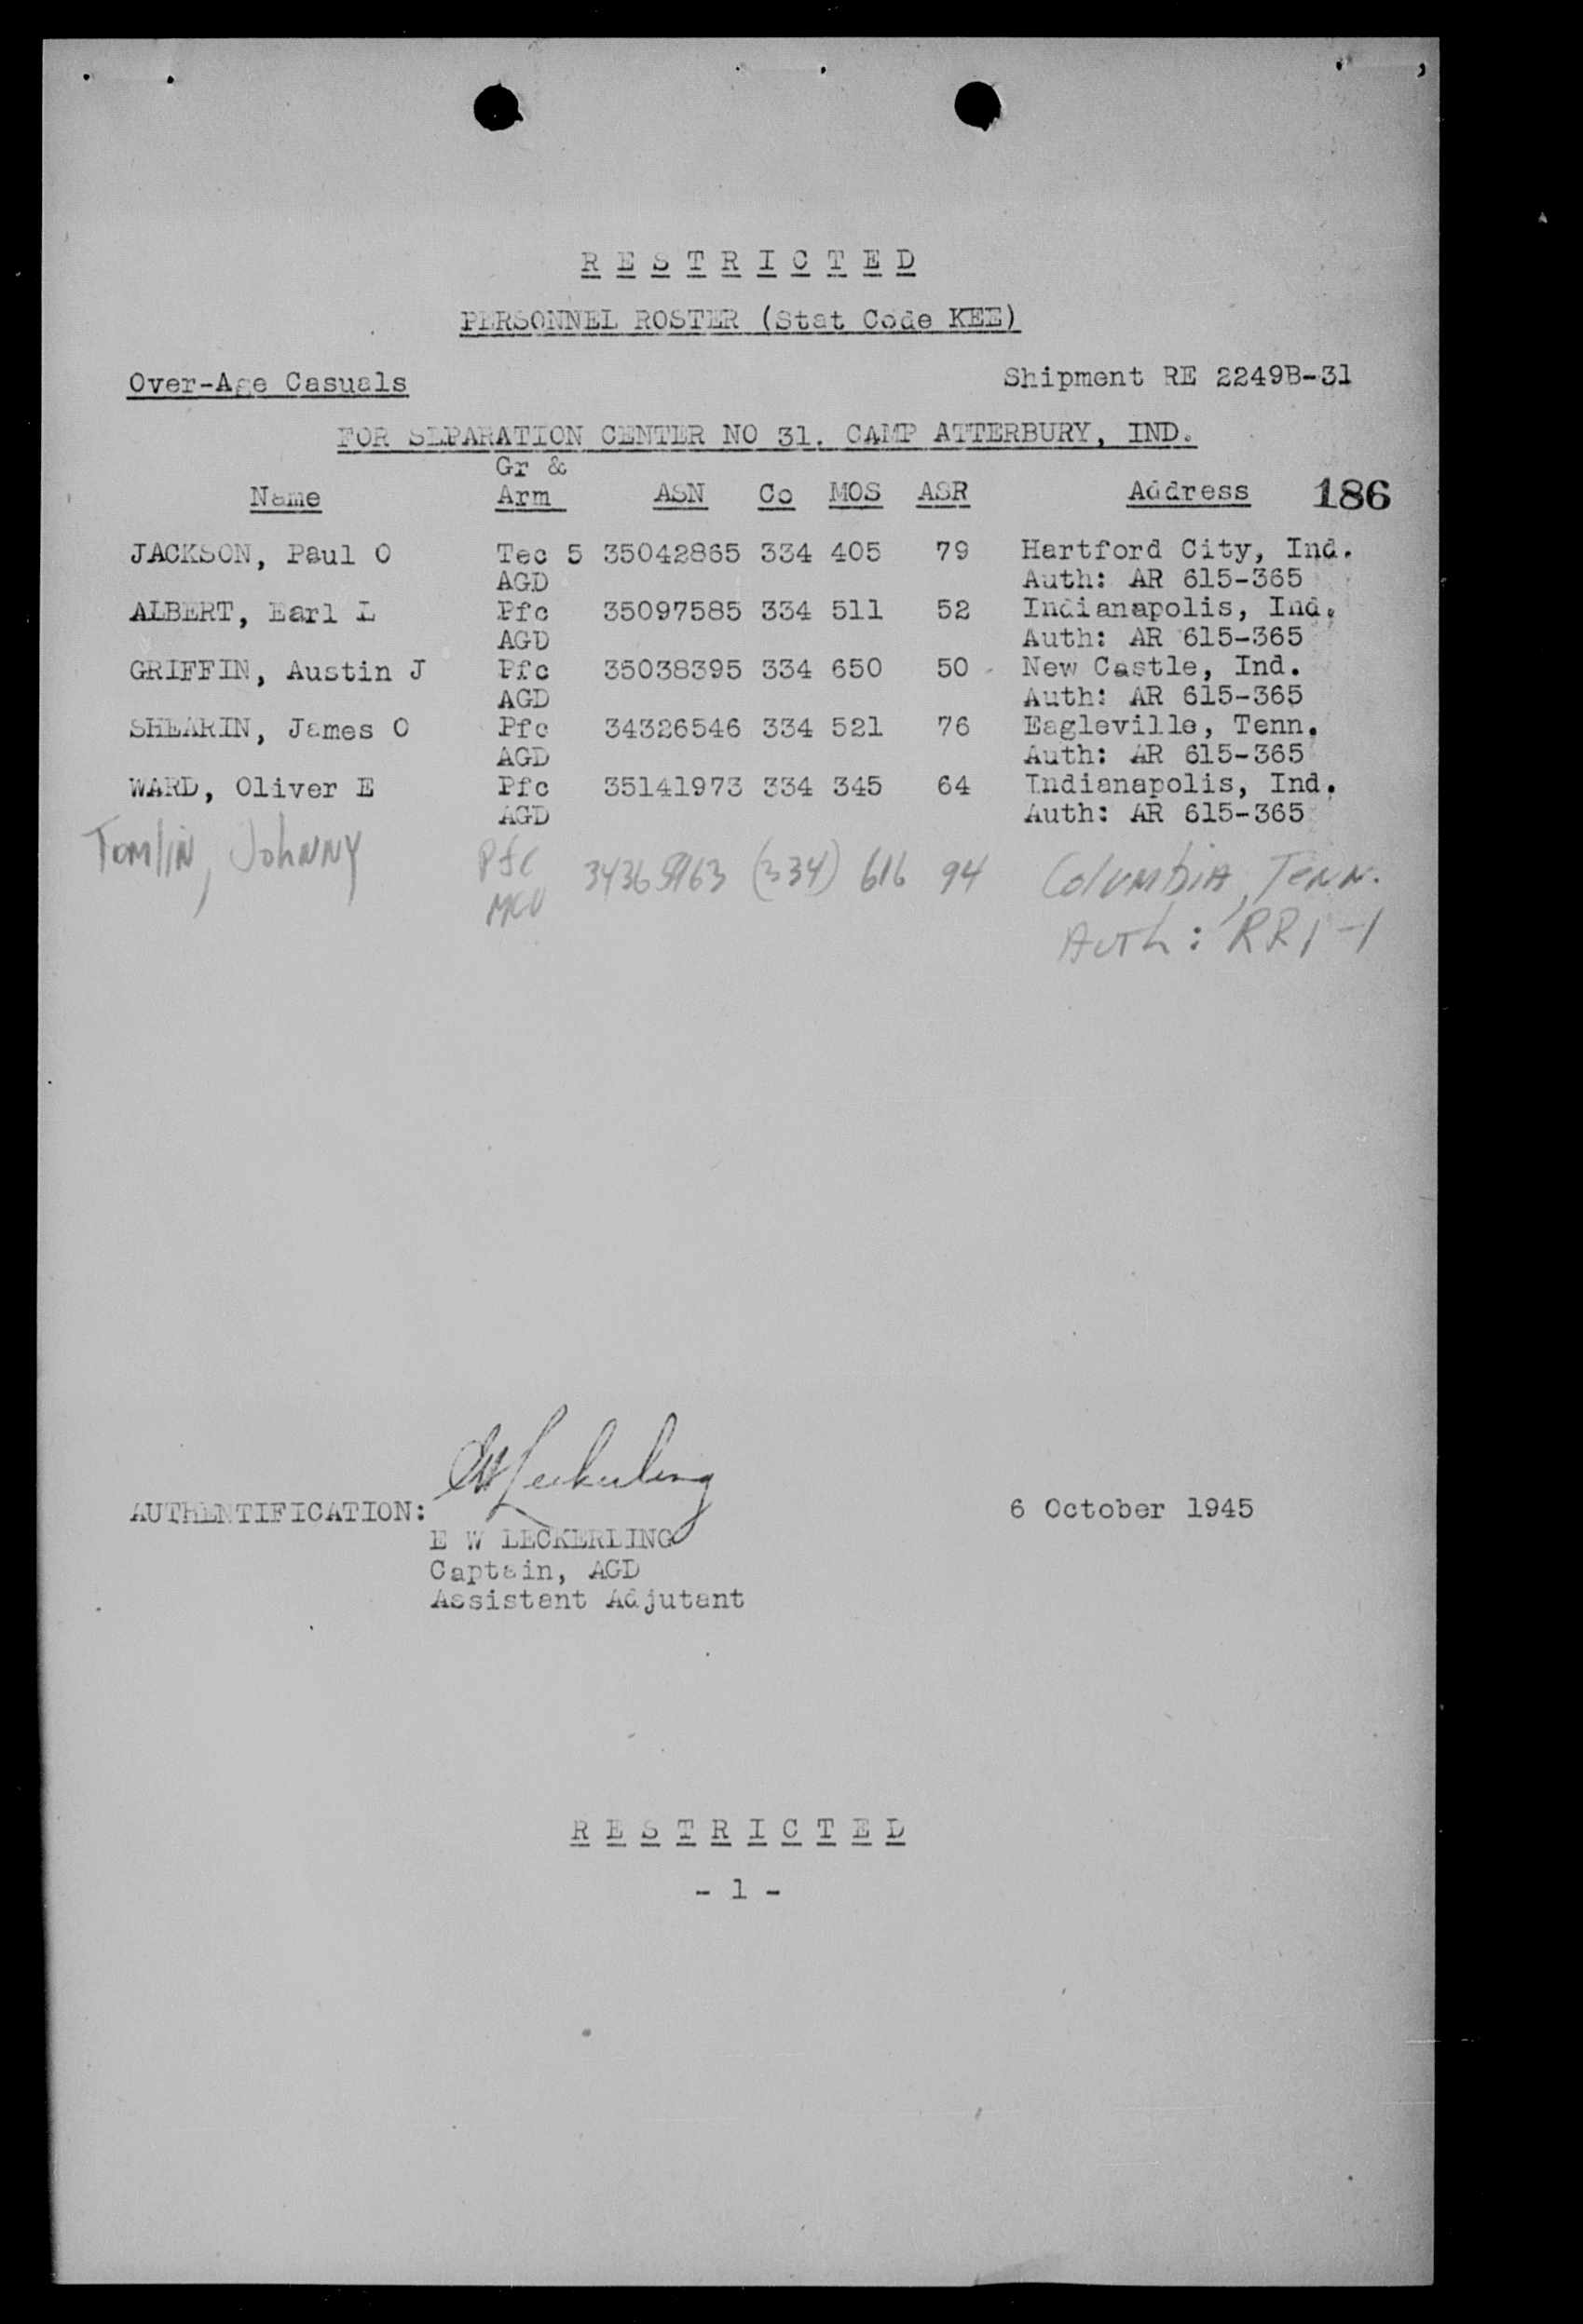 R E S T R I C T E D
PERSONNEL ROSTER (Stat Code KEE)
Over-Age Casuals Shipment RE 2249B-31
FOR SEPARATION CENTER NO 31. CAMP ATTERBURY, IND.
Gr &
Name Arm ASN Co MOS ASR Address 186
JACKSON, Paul O Tec 5 35042865 334 405 79 Hartford City, Ind.
AGD Auth: AR 615-365
ALBERT, Earl L Pfc 35097585 334 511 52 Indianapolis, Ind.
AGD Auth: AR 615-365
GRIFFIN, Austin J Pfc 35038395 334 650 50 New Castle, Ind.
AGD Auth: AR 615-365
SHEARIN, James O Pfc 34326546 334 521 76 Eagleville, Tenn.
AGD Auth: AR 615-365
WARD, Oliver E Pfc 35141973 334 345 64 Indianapolis, Ind.
AGD Auth: AR 615-365
Tomlin, Johnny Pfc (334) 616 94 Columbia, Tenn.
Auth: RR 1-1
EW Leckerling
AUTHENTIFICATION: 6 October 1945
E W LECKERLING
Captain, AGD
Assistant Adjutant
R E S T R I C T E D
- 1 -